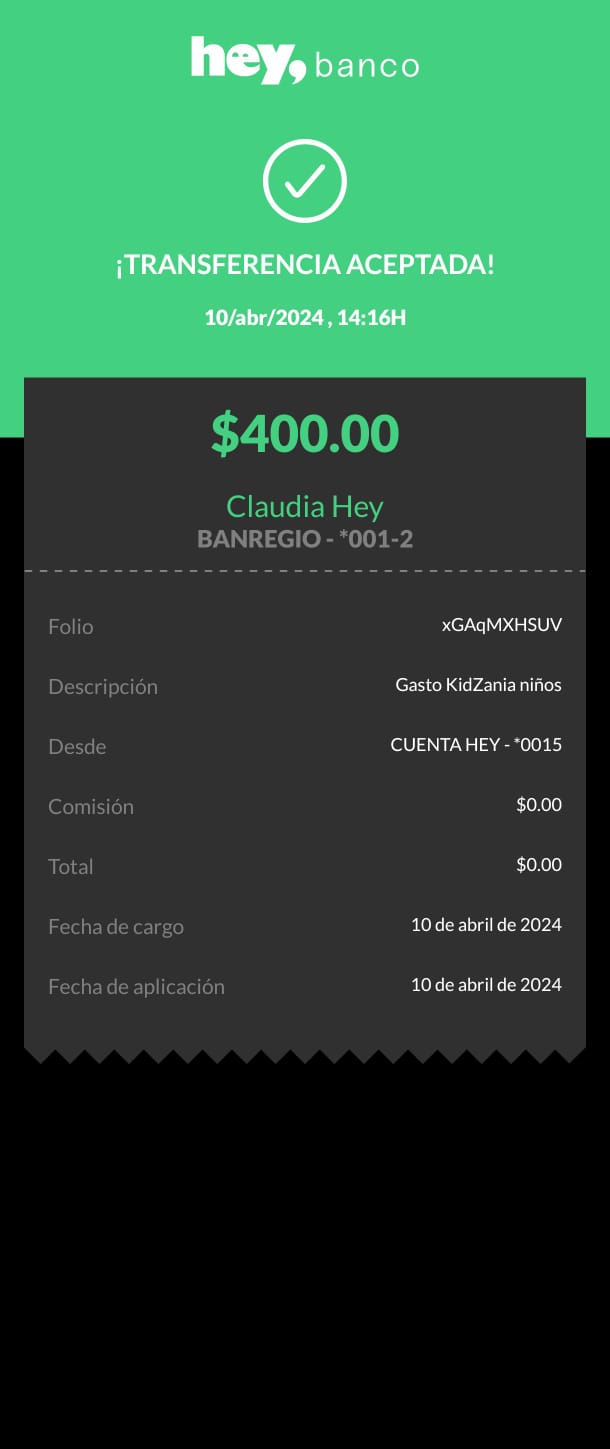 hey, banco
¡TRANSFERENCIA ACEPTADA!
10/abr/2024 , 14:16H
$400.00
Claudia Hey
BANREGIO - *001-2
Folio xGAqMXHSUV
Descripción Gasto KidZania niños
Desde CUENTA HEY - *0015
Comisión $0.00
Total $0.00
Fecha de cargo 10 de abril de 2024
Fecha de aplicación 10 de abril de 2024